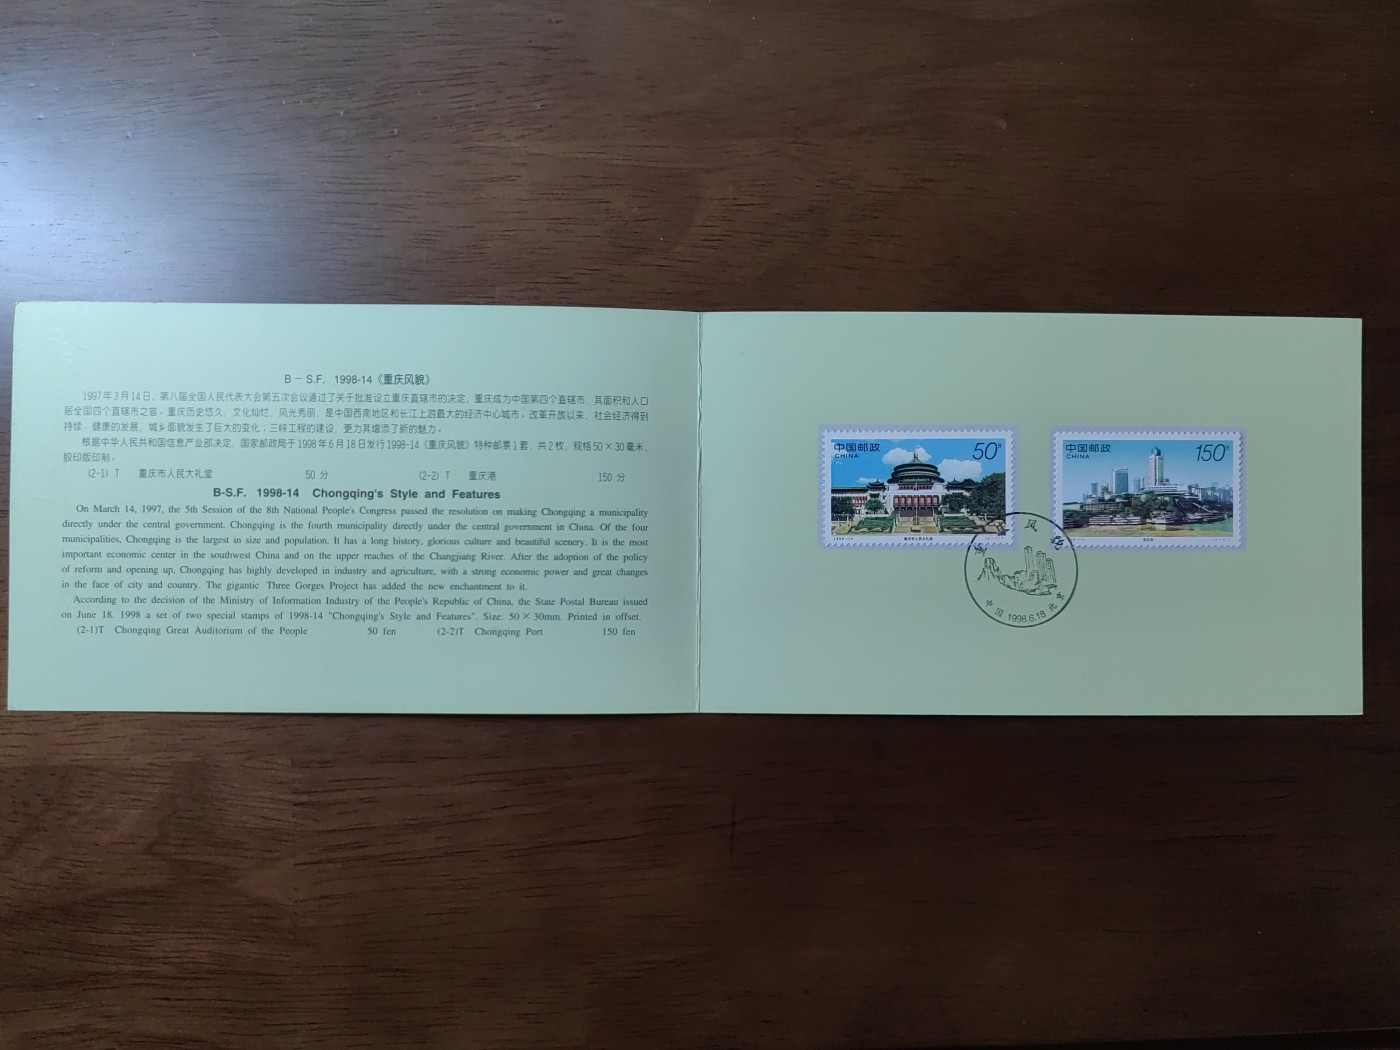 B－S.F. 1998-14《重庆风貌》
1997年3月14日，第八届全国人民代表大会第五次会议通过了关于批准设立重庆直辖市的决定。重庆成为中国第四个直辖市，其面积和人口
居全国四个直辖市之首。重庆历史悠久，文化灿烂，风光秀丽，是中国西南地区和长江上游最大的经济中心城市。改革开放以来，社会经济得到
持续、健康的发展，城乡面貌发生了巨大的变化；三峡工程的建设，更为其增添了新的魅力。
根据中华人民共和国信息产业部决定，国家邮政局于1998年6月18日发行1998-14《重庆风貌》特种邮票1套，共2枚，规格50×30毫米，
胶印版印制。
(2-1) T 重庆市人民大礼堂 50 分 (2-2) T 重庆港 150 分
B-S.F. 1998-14 Chongqing's Style and Features
On March 14, 1997, the 5th Session of the 8th National People's Congress passed the resolution on making Chongqing a municipality
directly under the central government. Chongqing is the fourth municipality directly under the central government in China. Of the four
municipalities, Chongqing is the largest in size and population. It has a long history, glorious culture and beautiful scenery. It is the most
important economic center in the southwest China and on the upper reaches of the Changjiang River. After the adoption of the policy
of reform and opening up, Chongqing has highly developed in industry and agriculture, with a strong economic power and great changes
in the face of city and country. The gigantic Three Gorges Project has added the new enchantment to it.
According to the decision of the Ministry of Information Industry of the People's Republic of China, the State Postal Bureau issued
on June 18. 1998 a set of two special stamps of 1998-14 "Chongqing's Style and Features". Size: 50×30mm. Printed in offset.
(2-1)T Chongqing Great Auditorium of the People 50 fen (2-2)T Chongqing Port 150 fen
中国邮政 50分
CHINA
1998-14 重庆市人民大礼堂
中国邮政 150分
CHINA
重庆港
风
中国 1998.6.18 北京